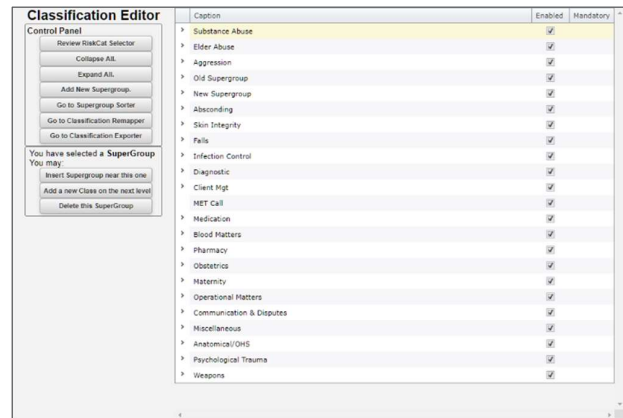 Classification Editor
Control Panel
Review RiskCat Selector
Collapse All.
Expand All.
Add New Supergroup.
Go to Supergroup Sorter
Go to Classification Remapper
Go to Classification Exporter
You have selected a SuperGroup
You may:
Insert Supergroup near this one
Add a new Class on the next level
Delete this SuperGroup
Caption Enabled Mandatory
Substance Abuse
Elder Abuse
Aggression
Old Supergroup
New Supergroup
Absconding
Skin Integrity
Falls
Infection Control
Diagnostic
Client Mgt
MET Call
Medication
Blood Matters
Pharmacy
Obstetrics
Maternity
Operational Matters
Communication & Disputes
Miscellaneous
Anatomical/OHS
Psychological Trauma
Weapons